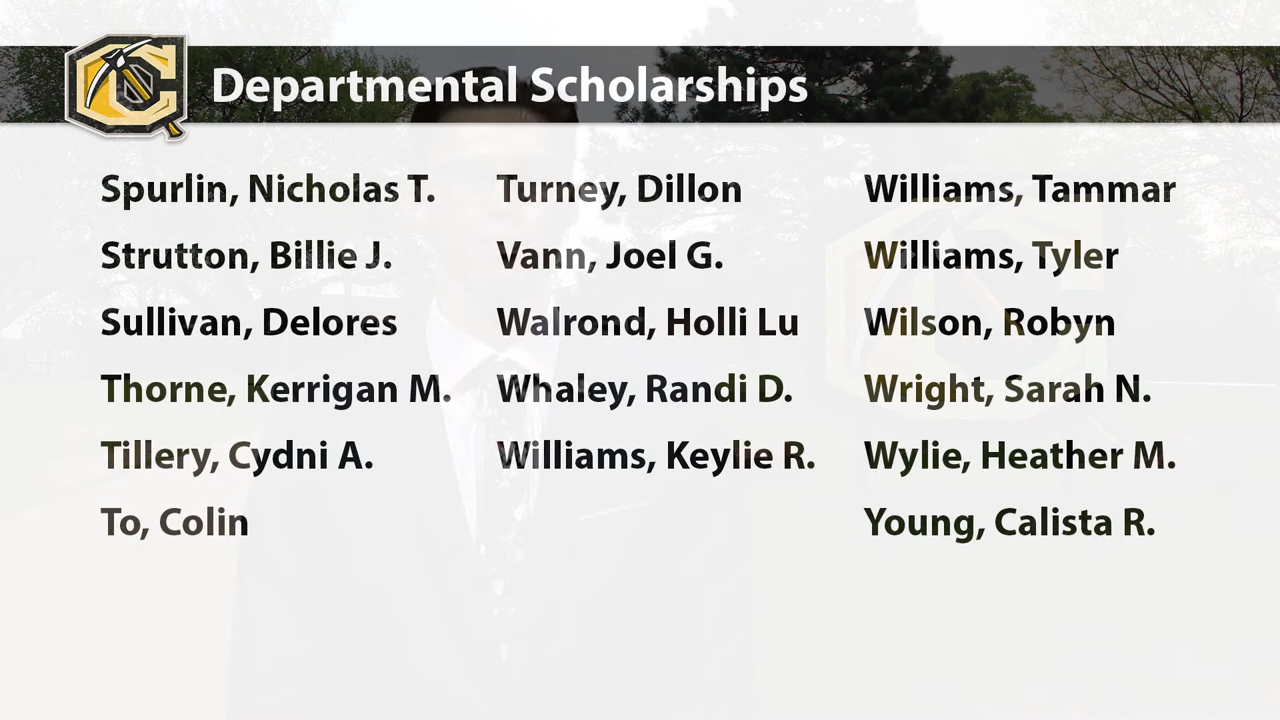 Departmental Scholarships
Spurlin, Nicholas T.
Strutton, Billie J.
Sullivan, Delores
Thorne, Kerrigan M.
Tillery, Cydni A.
To, Colin
Turney, Dillon
Vann, Joel G.
Walrond, Holli Lu
Whaley, Randi D.
Williams, Keylie R.
Williams, Tammar
Williams, Tyler
Wilson, Robyn
Wright, Sarah N.
Wylie, Heather M.
Young, Calista R.